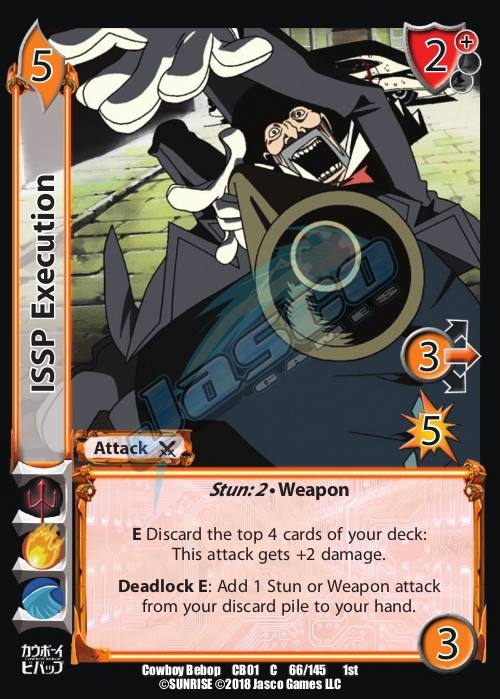 5
2
+
ISSP Execution
Jasco
GAMES
3
5
Attack
Stun: 2 • Weapon
E Discard the top 4 cards of your deck:
This attack gets +2 damage.
Deadlock E: Add 1 Stun or Weapon attack
from your discard pile to your hand.
3
カウボーイ
ビバップ
Cowboy Bebop CB01 C 66/145 1st
©SUNRISE ©2018 Jasco Games LLC